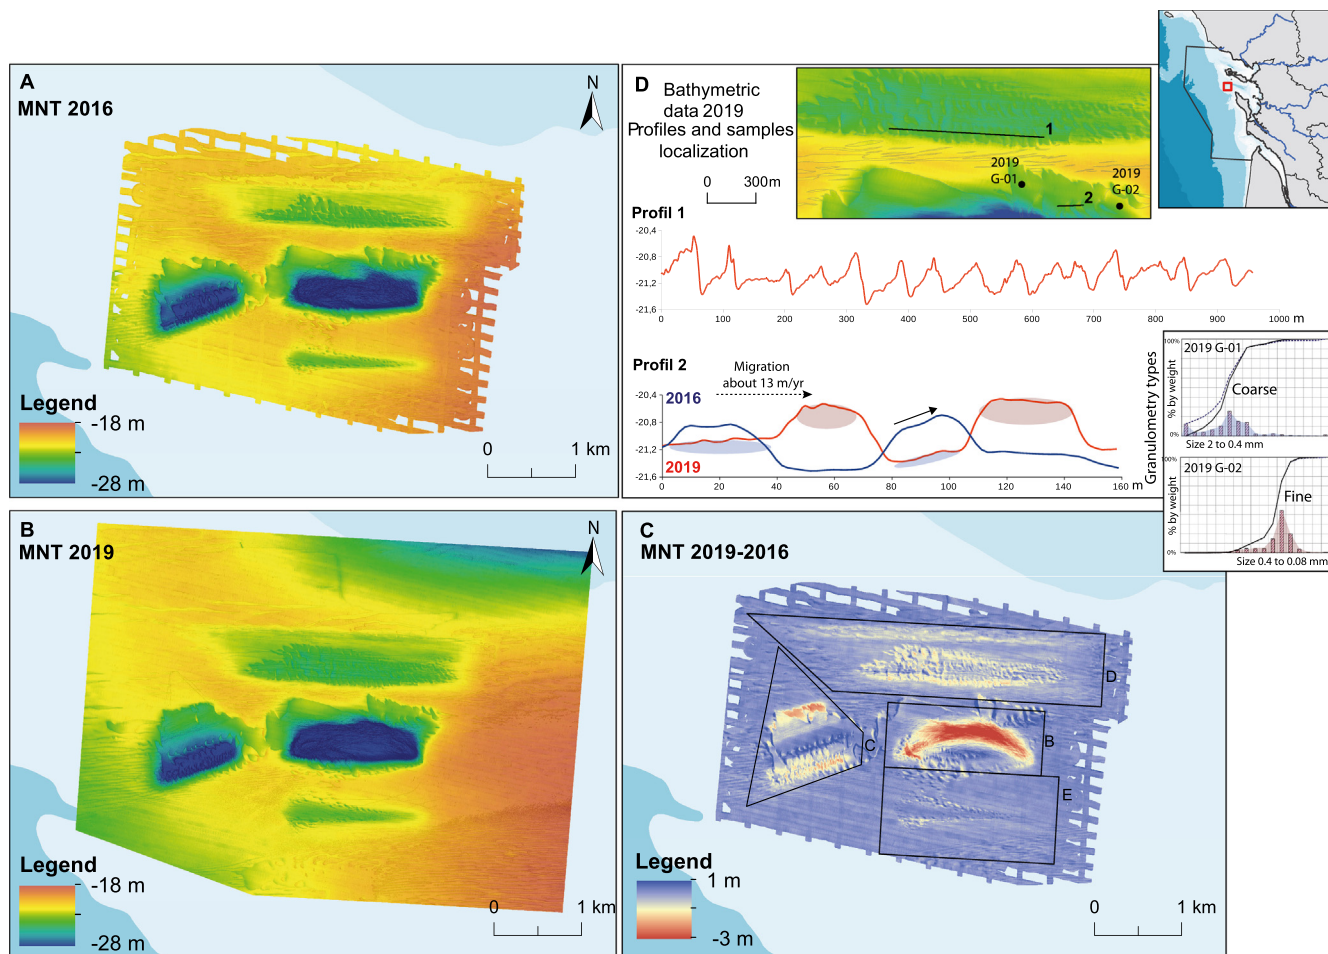 A
MNT 2016
N
Legend
-18 m
-28 m
0 1 km
B
MNT 2019
N
Legend
-18 m
-28 m
0 1 km
D
Bathymetric
data 2019
Profiles and samples
localization
0 300m
1
2019
G-01
2019
G-02
2
Profil 1
-20,4
-20,8
-21,2
-21,6
0 100 200 300 400 500 600 700 800 900 1000 m
Profil 2
Migration
about 13 m/yr
2016
2019
-20.4
-20,8
-21.2
-21,6
0 20 40 60 80 100 120 140 160 m
Granulometry types
100%
2019 G-01
% by weight
Coarse
0%
Size 2 to 0.4 mm
100%
2019 G-02
% by weight
Fine
0%
Size 0.4 to 0.08 mm
C
MNT 2019-2016
D
C
B
E
Legend
1 m
-3 m
0 1 km